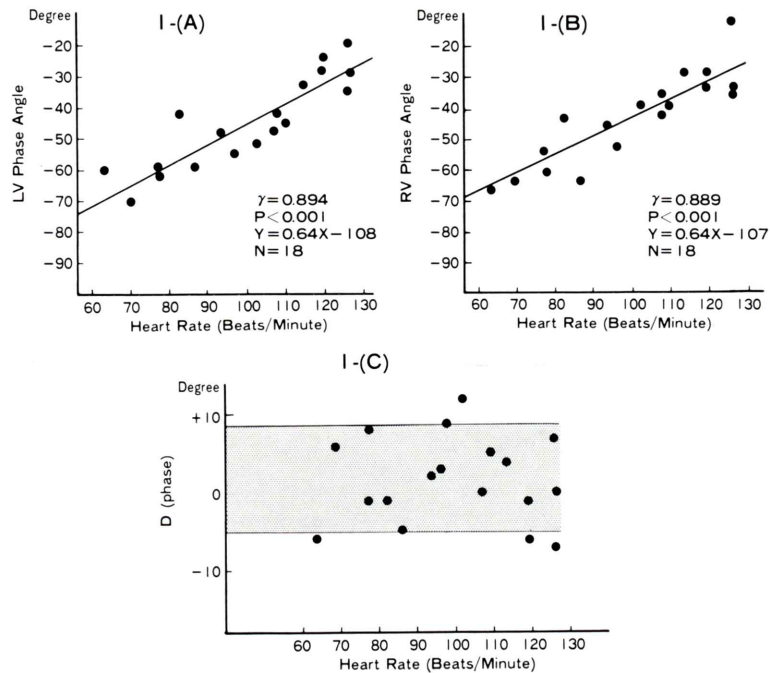 Degree
I-(A)
-20
-30
-40
-50
-60
-70
-80
-90
LV Phase Angle
γ=0.894
P<0.001
Y=0.64X-108
N=18
60 70 80 90 100 110 120 130
Heart Rate (Beats/Minute)
Degree
I-(B)
-20
-30
-40
-50
-60
-70
-80
-90
RV Phase Angle
γ=0.889
P<0.001
Y=0.64X-107
N=18
60 70 80 90 100 110 120 130
Heart Rate (Beats/Minute)
I-(C)
Degree
+10
0
-10
D (phase)
60 70 80 90 100 110 120 130
Heart Rate (Beats/Minute)